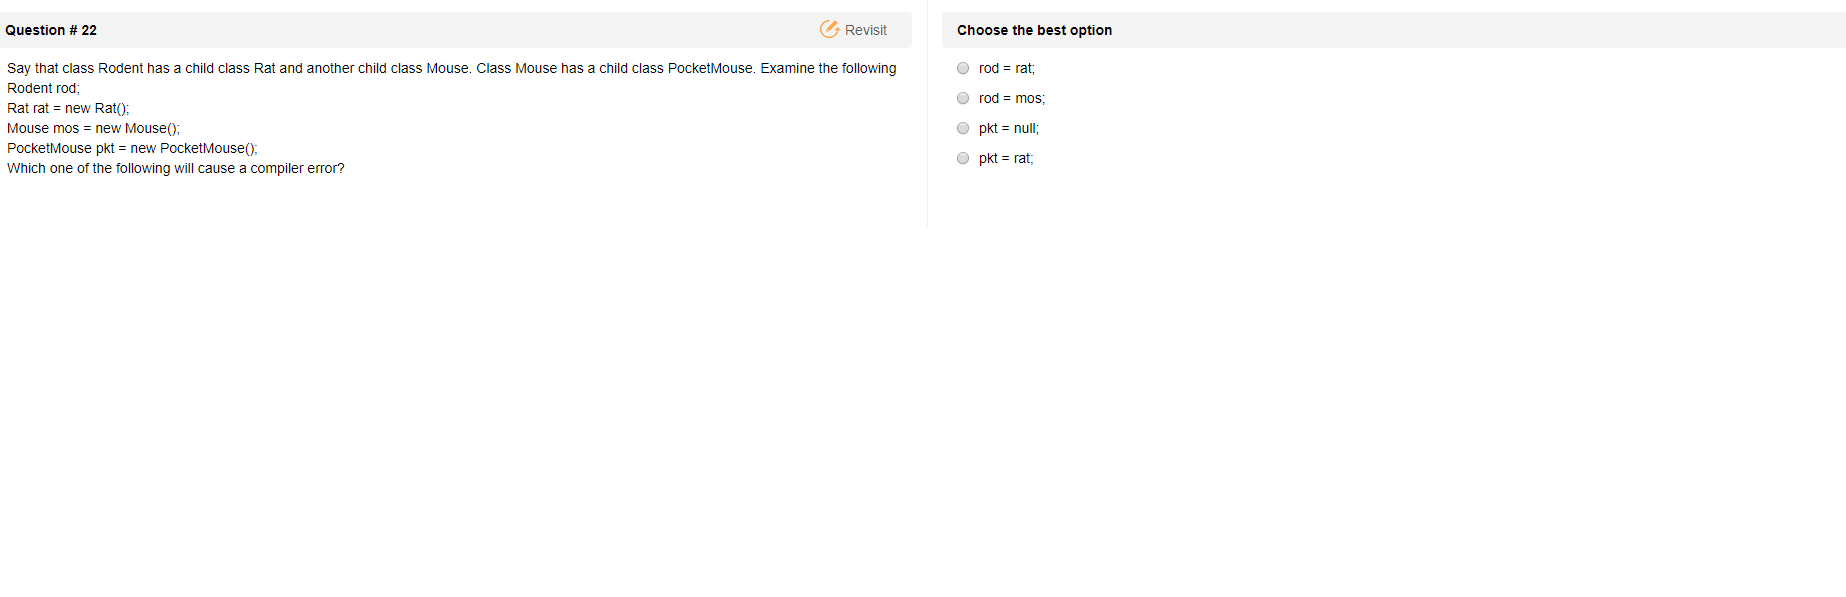 Question # 22
Revisit
Say that class Rodent has a child class Rat and another child class Mouse. Class Mouse has a child class PocketMouse. Examine the following
Rodent rod;
Rat rat = new Rat();
Mouse mos = new Mouse();
PocketMouse pkt = new PocketMouse();
Which one of the following will cause a compiler error?
Choose the best option
rod = rat;
rod = mos;
pkt = null;
pkt = rat;